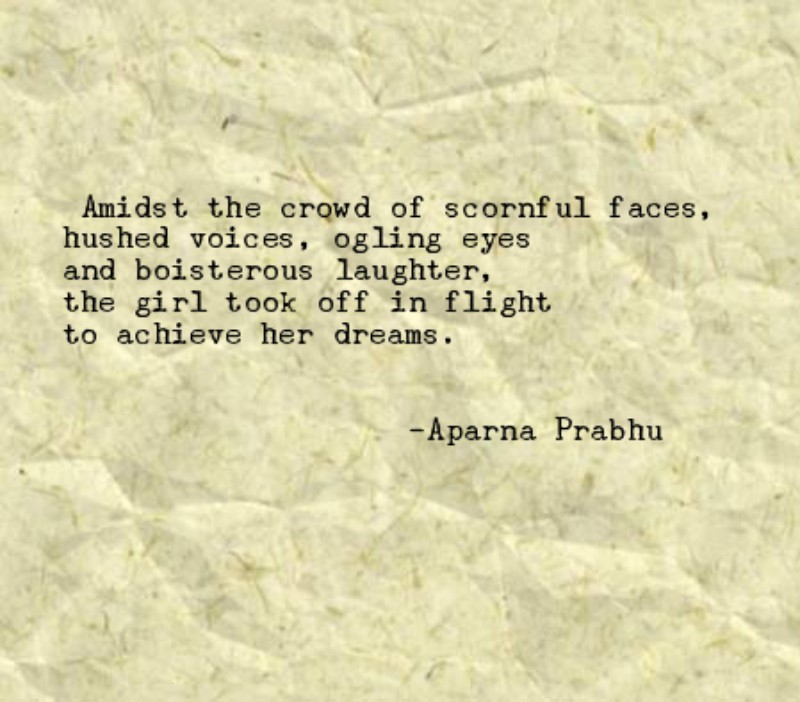 Amidst the crowd of scornful faces,
hushed voices, ogling eyes
and boisterous laughter,
the girl took off in flight
to achieve her dreams.
-Aparna Prabhu